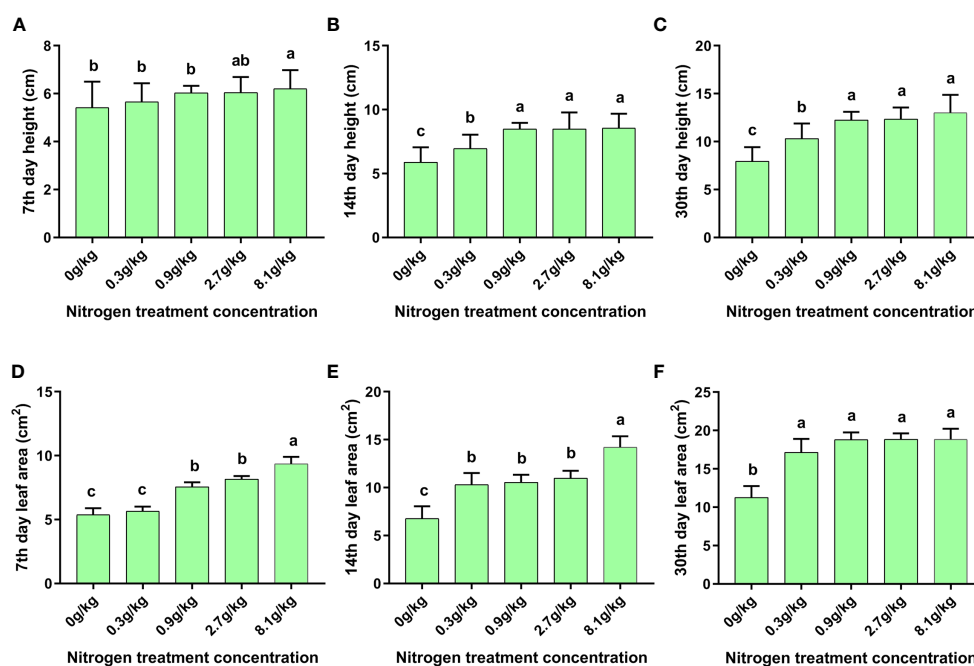 A
7th day height (cm)
8
6
4
2
0
b
b
b
ab
a
0g/kg
0.3g/kg
0.9g/kg
2.7g/kg
8.1g/kg
Nitrogen treatment concentration
B
14th day height (cm)
15
10
5
0
c
b
a
a
a
0g/kg
0.3g/kg
0.9g/kg
2.7g/kg
8.1g/kg
Nitrogen treatment concentration
C
30th day height (cm)
20
15
10
5
0
c
b
a
a
a
0g/kg
0.3g/kg
0.9g/kg
2.7g/kg
8.1g/kg
Nitrogen treatment concentration
D
7th day leaf area (cm²)
15
10
5
0
c
c
b
b
a
0g/kg
0.3g/kg
0.9g/kg
2.7g/kg
8.1g/kg
Nitrogen treatment concentration
E
14th day leaf area (cm²)
20
15
10
5
0
c
b
b
b
a
0g/kg
0.3g/kg
0.9g/kg
2.7g/kg
8.1g/kg
Nitrogen treatment concentration
F
30th day leaf area (cm²)
25
20
15
10
5
0
b
a
a
a
a
0g/kg
0.3g/kg
0.9g/kg
2.7g/kg
8.1g/kg
Nitrogen treatment concentration